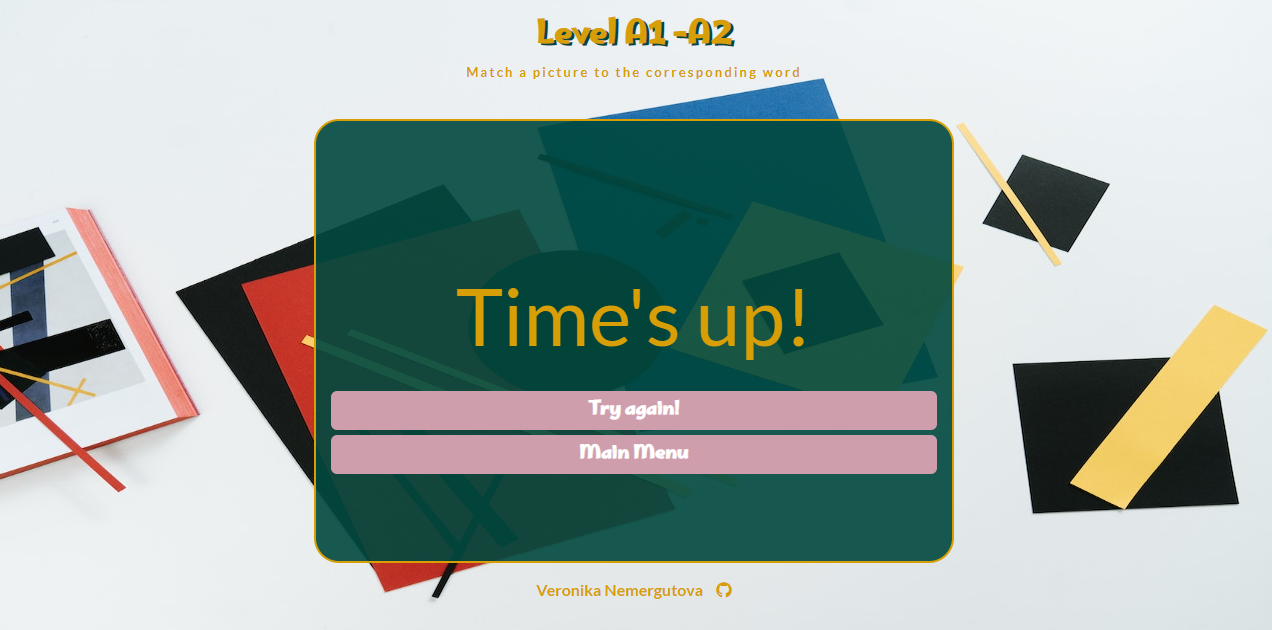 Level A1 -A2
Match a picture to the corresponding word
Time's up!
Try again!
Main Menu
Veronika Nemergutova